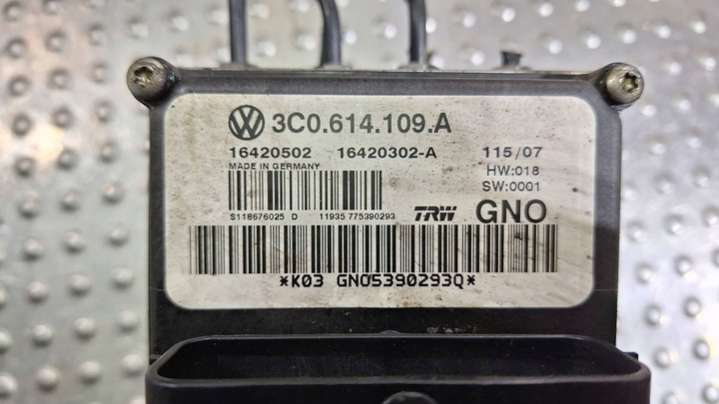 3C0.614.109.A
16420502 16420302-A 115/07
MADE IN GERMANY HW:018
SW:0001
S118676025 D 11935 775390293 TRW GNO
*K03 GNO5390293Q*